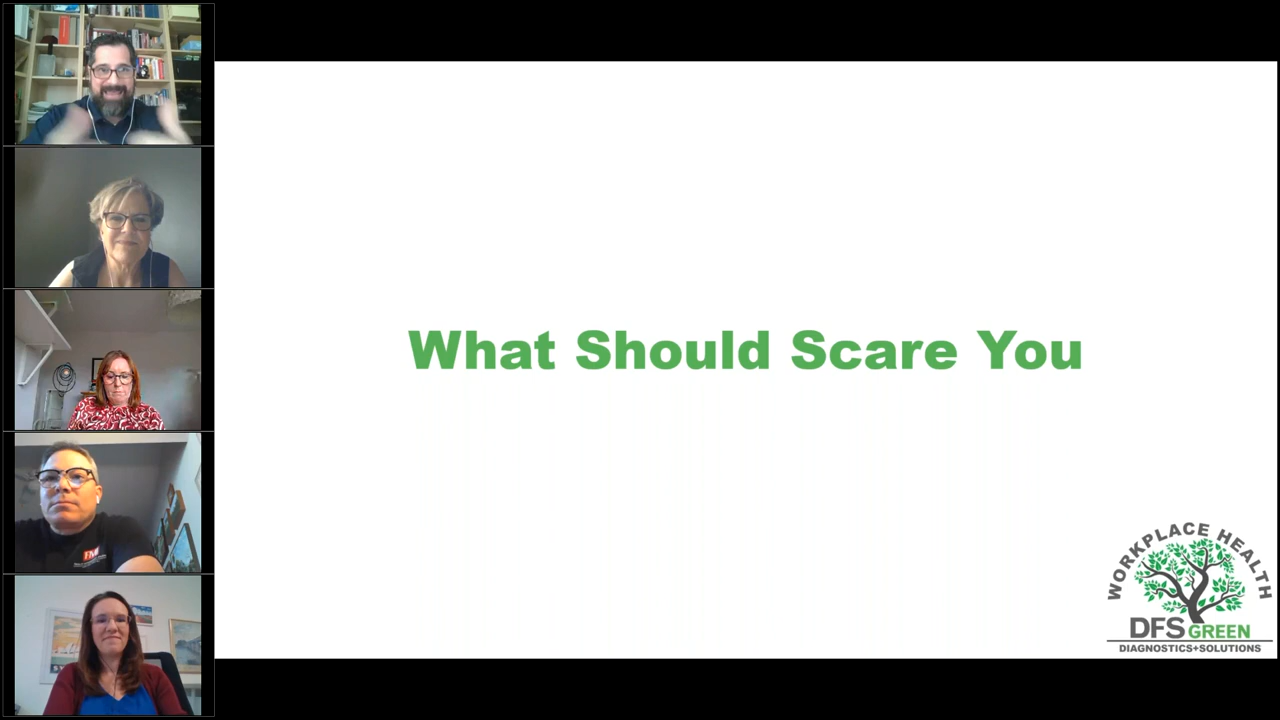 What Should Scare You
WORKPLACE HEALTH
DFS GREEN
DIAGNOSTICS+SOLUTIONS